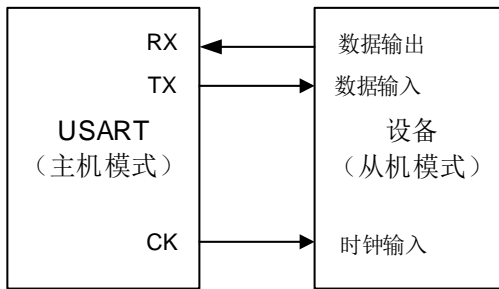 RX
数据输出
TX
数据输入
USART
（主机模式）
设备
（从机模式）
CK
时钟输入